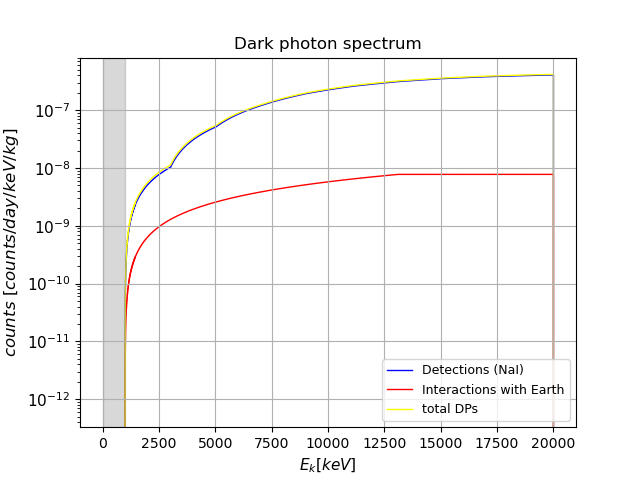 Dark photon spectrum
counts [counts/day/keV/kg]
10⁻⁷
10⁻⁸
10⁻⁹
10⁻¹⁰
10⁻¹¹
10⁻¹²
Detections (NaI)
Interactions with Earth
total DPs
0 2500 5000 7500 10000 12500 15000 17500 20000
Eₖ[keV]